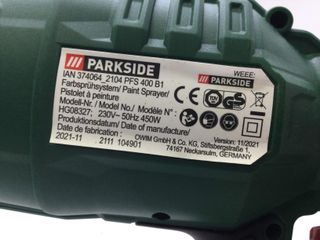 PARKSIDE
WEEE:
IAN 374064_2104 PFS 400 B1
Farbsprühsystem/ Paint Sprayer/
Pistolet à peinture
Modell-Nr. / Model No./ Modèle N° :
HG08327; 230V~ 50Hz 450W
Produktionsdatum/ Date of manufacture/
Date de fabrication:
2021-11 2111 104901
Version: 11/2021
OWIM GmbH & Co. KG, Stiftsbergstraße 1,
74167 Neckarsulm, GERMANY